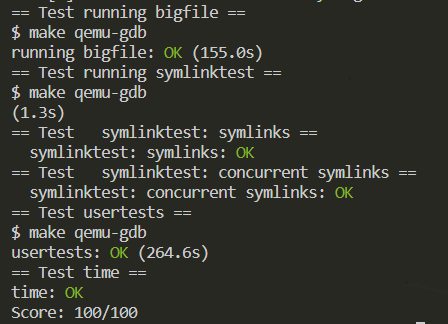 == Test running bigfile ==
$ make qemu-gdb
running bigfile: OK (155.0s)
== Test running symlinktest ==
$ make qemu-gdb
(1.3s)
== Test   symlinktest: symlinks ==
  symlinktest: symlinks: OK
== Test   symlinktest: concurrent symlinks ==
  symlinktest: concurrent symlinks: OK
== Test usertests ==
$ make qemu-gdb
usertests: OK (264.6s)
== Test time ==
time: OK
Score: 100/100